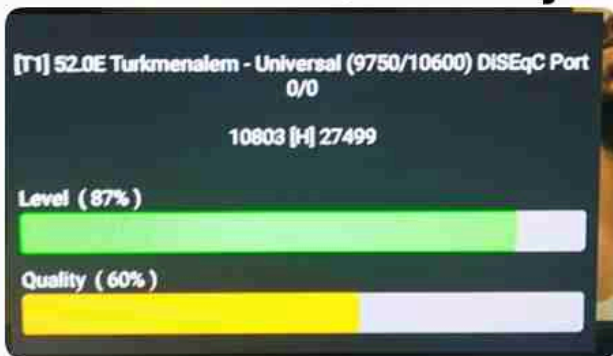 [T1] 52.0E Turkmenalem - Universal (9750/10600) DiSEqC Port
0/0
10803 [H] 27499
Level ( 87% )
Quality ( 60% )